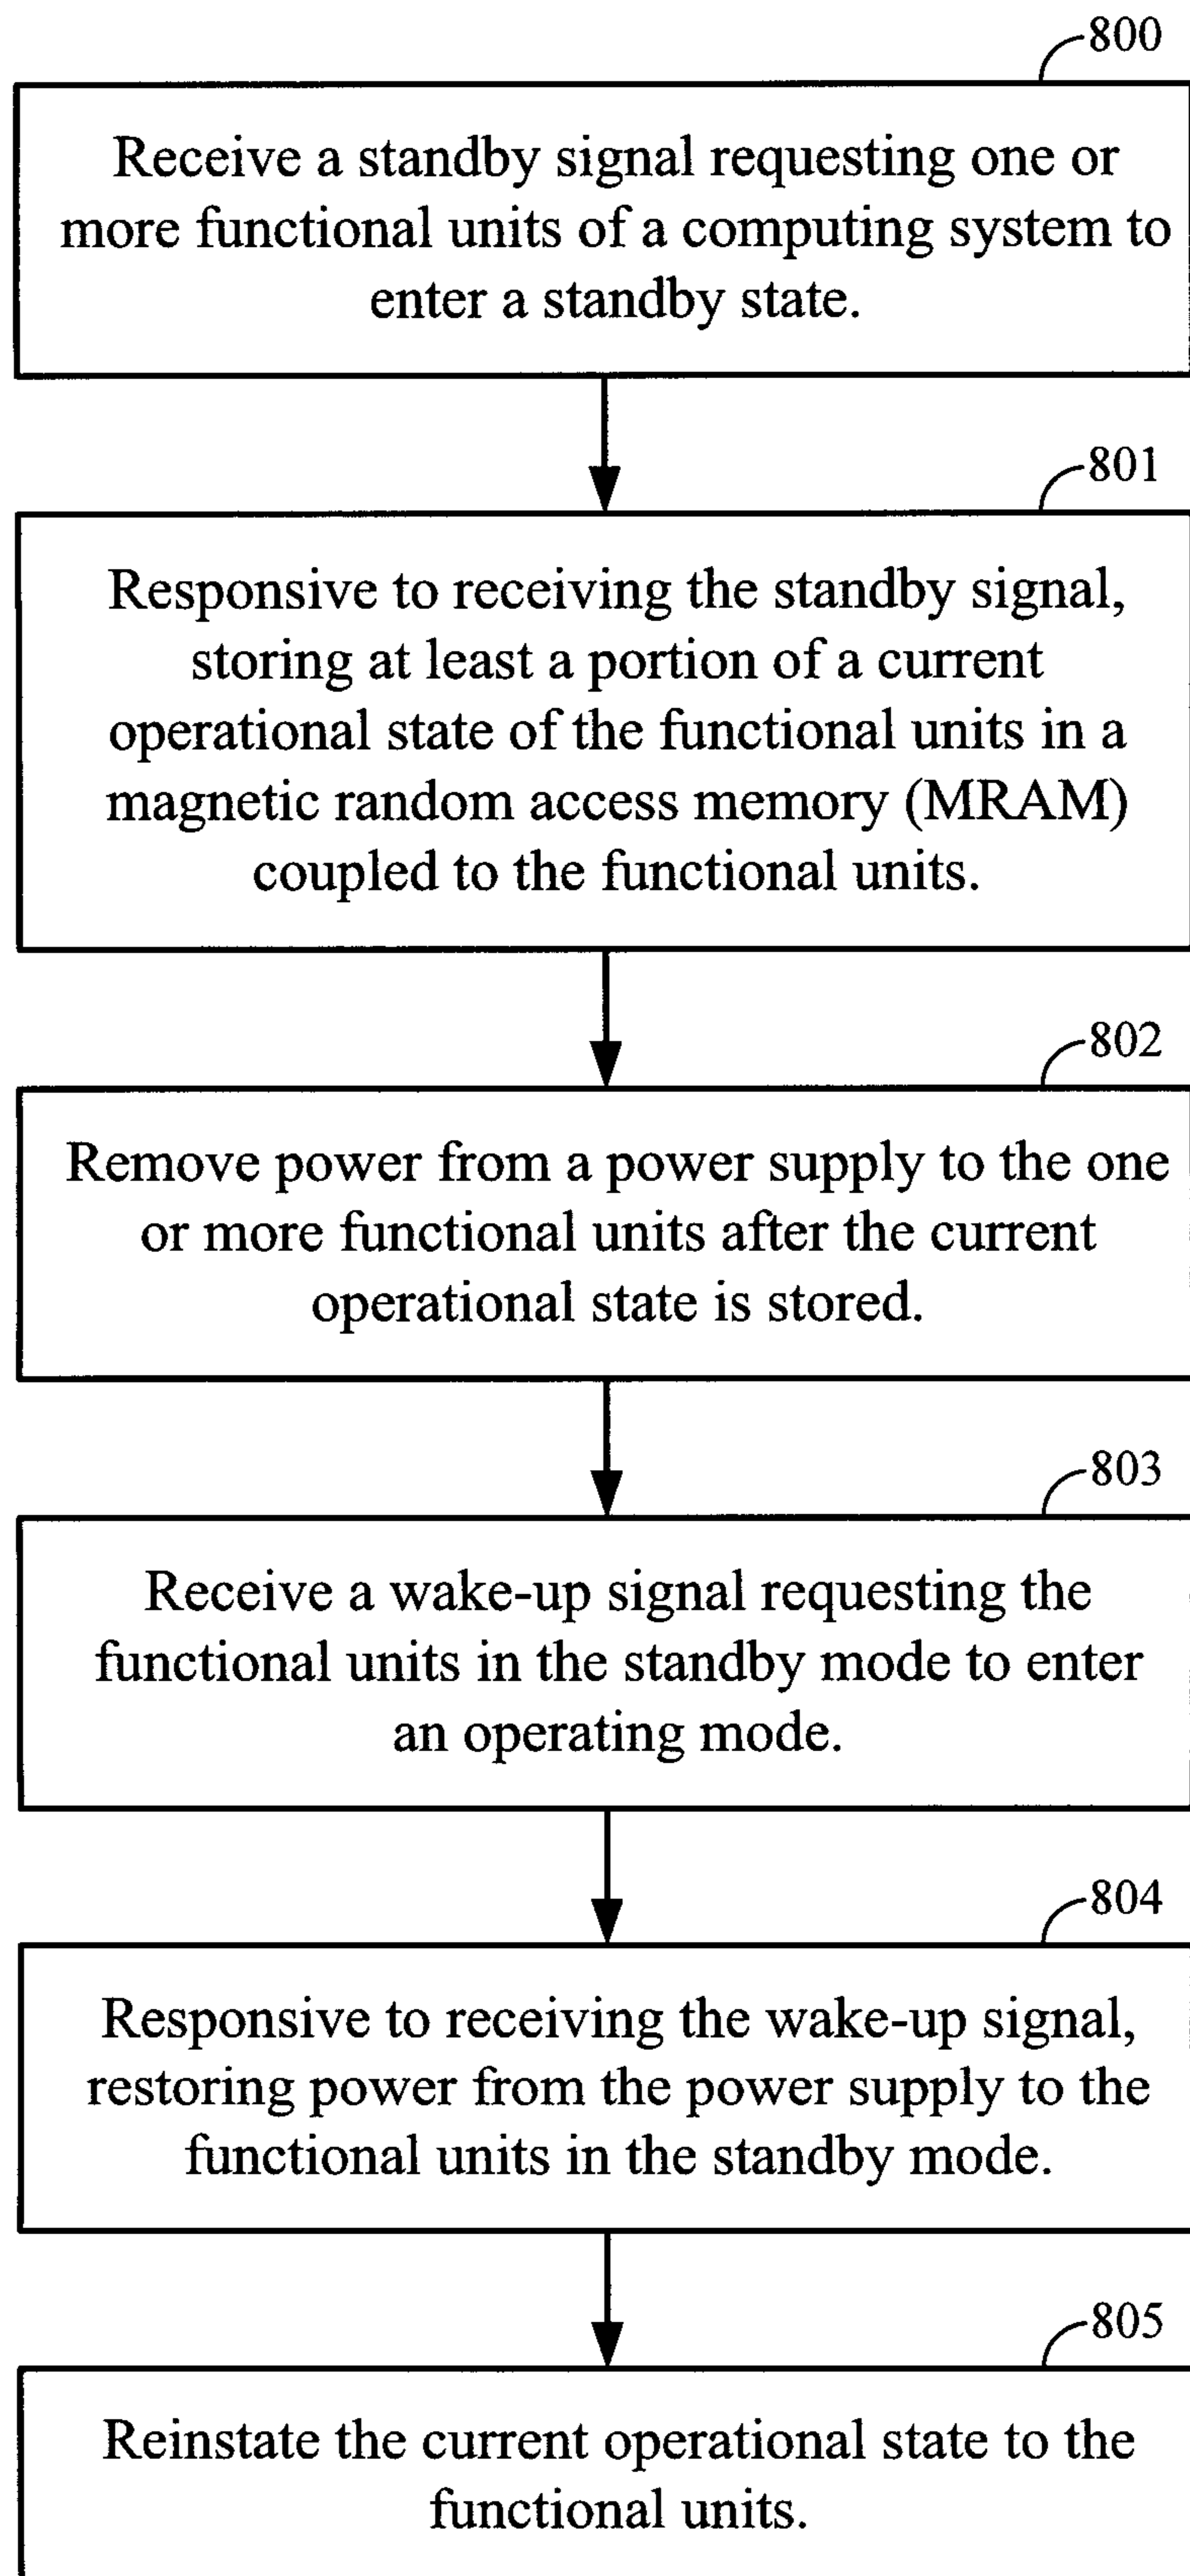 800
Receive a standby signal requesting one or
more functional units of a computing system to
enter a standby state.
801
Responsive to receiving the standby signal,
storing at least a portion of a current
operational state of the functional units in a
magnetic random access memory (MRAM)
coupled to the functional units.
802
Remove power from a power supply to the one
or more functional units after the current
operational state is stored.
803
Receive a wake-up signal requesting the
functional units in the standby mode to enter
an operating mode.
804
Responsive to receiving the wake-up signal,
restoring power from the power supply to the
functional units in the standby mode.
805
Reinstate the current operational state to the
functional units.